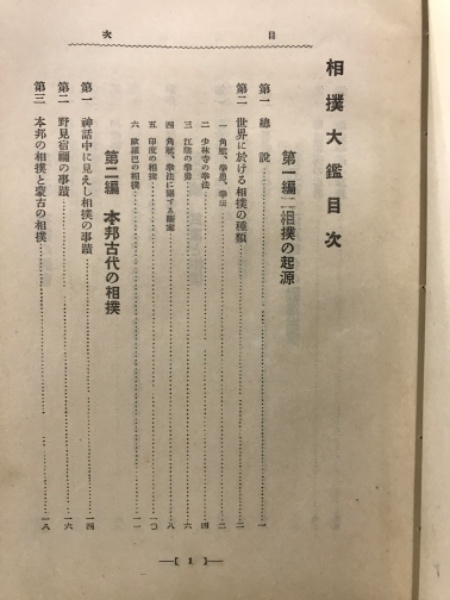 目次
相撲大鑑目次
第一編 相撲の起源
第一 總說……一
第二 世界に於ける相撲の種類……二
一 角觝、拳勇、拳法……二
二 少林寺の拳法……四
三 江陰の拳勢……六
四 角觝、拳法に關する斷案……八
五 印度の相撲……一〇
六 歐羅巴の相撲……一一
第二編 本邦古代の相撲
第一 神話中に見えし相撲の事蹟……一四
第二 野見宿禰の事蹟……一六
第三 本邦の相撲と蒙古の相撲……一八
—[ 1 ]—